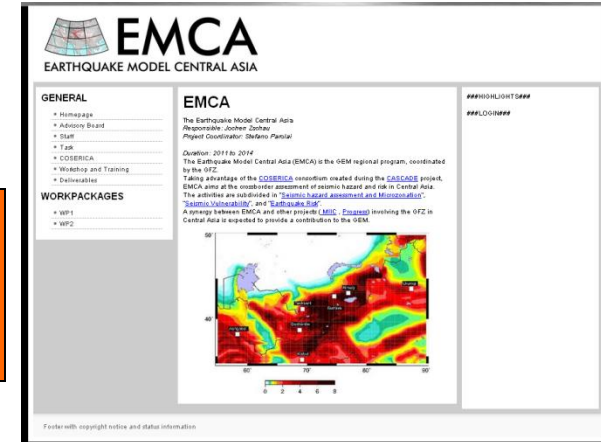 EMCA
EARTHQUAKE MODEL CENTRAL ASIA
GENERAL
Homepage
Advisory Board
Staff
Task
COSERICA
Workshop and Training
Deliverables
WORKPACKAGES
WP1
WP2
EMCA
The Earthquake Model Central Asia
Responsible: Jochen Zschau
Project Coordinator: Stefano Parolai
Duration: 2011 to 2014
The Earthquake Model Central Asia (EMCA) is the GEM regional program, coordinated
by the GFZ.
Taking advantage of the COSERICA consortium created during the CASCADE project,
EMCA aims at the crossborder assessment of seismic hazard and risk in Central Asia.
The activities are subdivided in "Seismic hazard assessment and Microzonation",
"Seismic Vulnerability", and "Earthquake Risk".
A synergy between EMCA and other projects ( MIIC , Progress) involving the GFZ in
Central Asia is expected to provide a contribution to the GEM.
50°
40°
60° 70° 80° 90°
0 2 4 6 8
###HIGHLIGHTS###
###LOGIN###
Footer with copyright notice and status information